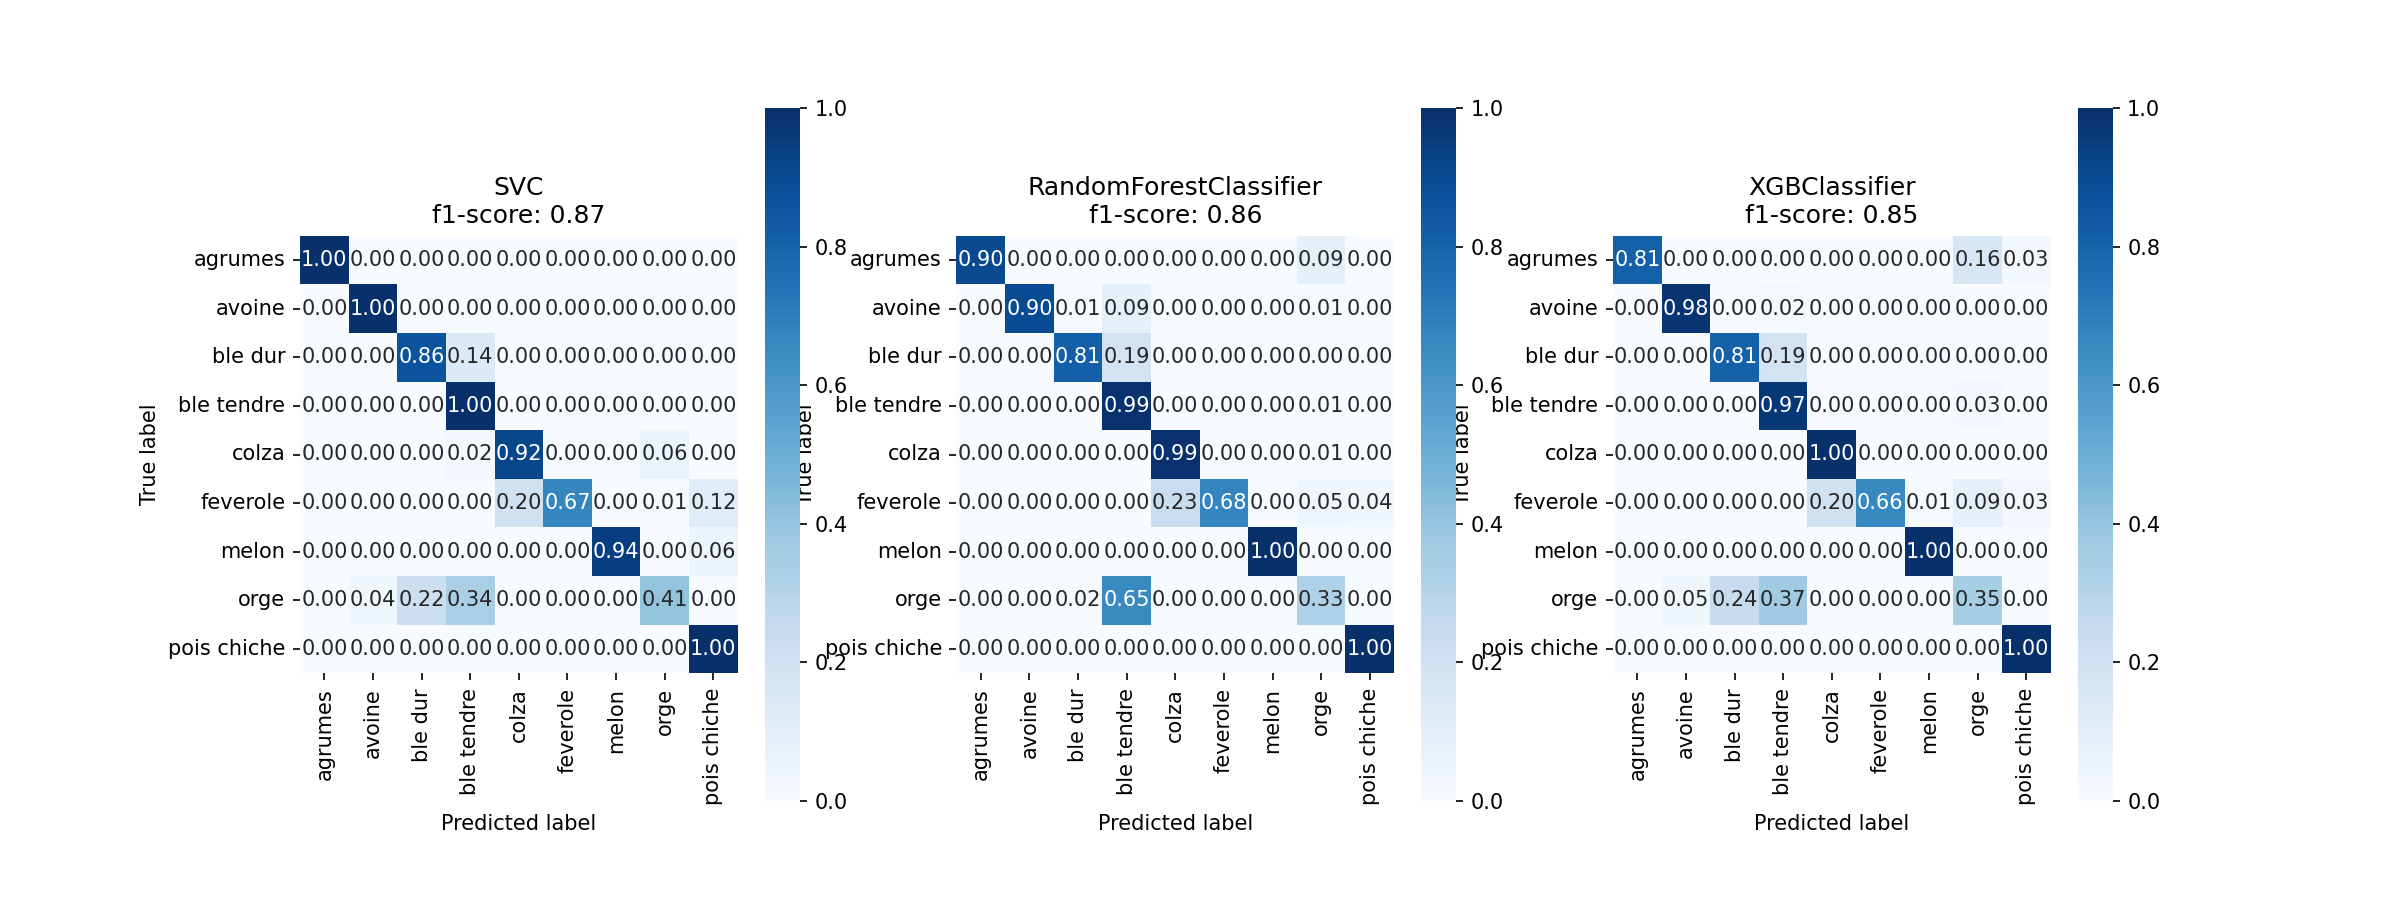 SVC
f1-score: 0.87
agrumes 1.00 0.00 0.00 0.00 0.00 0.00 0.00 0.00 0.00
avoine 0.00 1.00 0.00 0.00 0.00 0.00 0.00 0.00 0.00
ble dur 0.00 0.00 0.86 0.14 0.00 0.00 0.00 0.00 0.00
ble tendre 0.00 0.00 0.00 1.00 0.00 0.00 0.00 0.00 0.00
colza 0.00 0.00 0.00 0.02 0.92 0.00 0.00 0.06 0.00
feverole 0.00 0.00 0.00 0.00 0.20 0.67 0.00 0.01 0.12
melon 0.00 0.00 0.00 0.00 0.00 0.00 0.94 0.00 0.06
orge 0.00 0.04 0.22 0.34 0.00 0.00 0.00 0.41 0.00
pois chiche 0.00 0.00 0.00 0.00 0.00 0.00 0.00 0.00 1.00
True label
agrumes avoine ble dur ble tendre colza feverole melon orge pois chiche
Predicted label
1.0
0.8
0.6
0.4
0.2
0.0
RandomForestClassifier
f1-score: 0.86
agrumes 0.90 0.00 0.00 0.00 0.00 0.00 0.00 0.09 0.00
avoine 0.00 0.90 0.01 0.09 0.00 0.00 0.00 0.01 0.00
ble dur 0.00 0.00 0.81 0.19 0.00 0.00 0.00 0.00 0.00
ble tendre 0.00 0.00 0.00 0.99 0.00 0.00 0.00 0.01 0.00
colza 0.00 0.00 0.00 0.00 0.99 0.00 0.00 0.01 0.00
feverole 0.00 0.00 0.00 0.00 0.23 0.68 0.00 0.05 0.04
melon 0.00 0.00 0.00 0.00 0.00 0.00 1.00 0.00 0.00
orge 0.00 0.00 0.02 0.65 0.00 0.00 0.00 0.33 0.00
pois chiche 0.00 0.00 0.00 0.00 0.00 0.00 0.00 0.00 1.00
True label
agrumes avoine ble dur ble tendre colza feverole melon orge pois chiche
Predicted label
1.0
0.8
0.6
0.4
0.2
0.0
XGBClassifier
f1-score: 0.85
agrumes 0.81 0.00 0.00 0.00 0.00 0.00 0.00 0.16 0.03
avoine 0.00 0.98 0.00 0.02 0.00 0.00 0.00 0.00 0.00
ble dur 0.00 0.00 0.81 0.19 0.00 0.00 0.00 0.00 0.00
ble tendre 0.00 0.00 0.00 0.97 0.00 0.00 0.00 0.03 0.00
colza 0.00 0.00 0.00 0.00 1.00 0.00 0.00 0.00 0.00
feverole 0.00 0.00 0.00 0.00 0.20 0.66 0.01 0.09 0.03
melon 0.00 0.00 0.00 0.00 0.00 0.00 1.00 0.00 0.00
orge 0.00 0.05 0.24 0.37 0.00 0.00 0.00 0.35 0.00
pois chiche 0.00 0.00 0.00 0.00 0.00 0.00 0.00 0.00 1.00
True label
agrumes avoine ble dur ble tendre colza feverole melon orge pois chiche
Predicted label
1.0
0.8
0.6
0.4
0.2
0.0